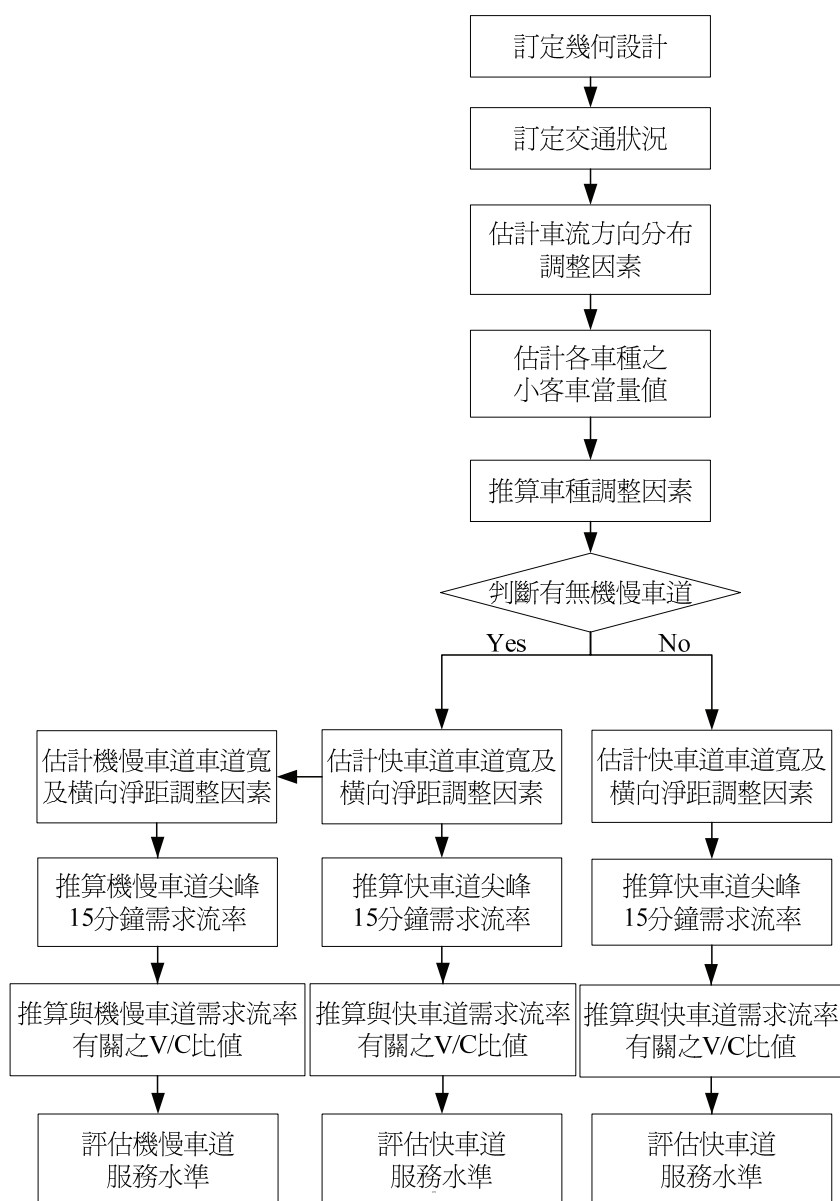 訂定幾何設計
訂定交通狀況
估計車流方向分布
調整因素
估計各車種之
小客車當量值
推算車種調整因素
判斷有無機慢車道
Yes
No
估計機慢車道車道寬
及橫向淨距調整因素
估計快車道車道寬及
橫向淨距調整因素
估計快車道車道寬及
橫向淨距調整因素
推算機慢車道尖峰
15分鐘需求流率
推算快車道尖峰
15分鐘需求流率
推算快車道尖峰
15分鐘需求流率
推算與機慢車道需求流率
有關之V/C比值
推算與快車道需求流率
有關之V/C比值
推算與快車道需求流率
有關之V/C比值
評估機慢車道
服務水準
評估快車道
服務水準
評估快車道
服務水準